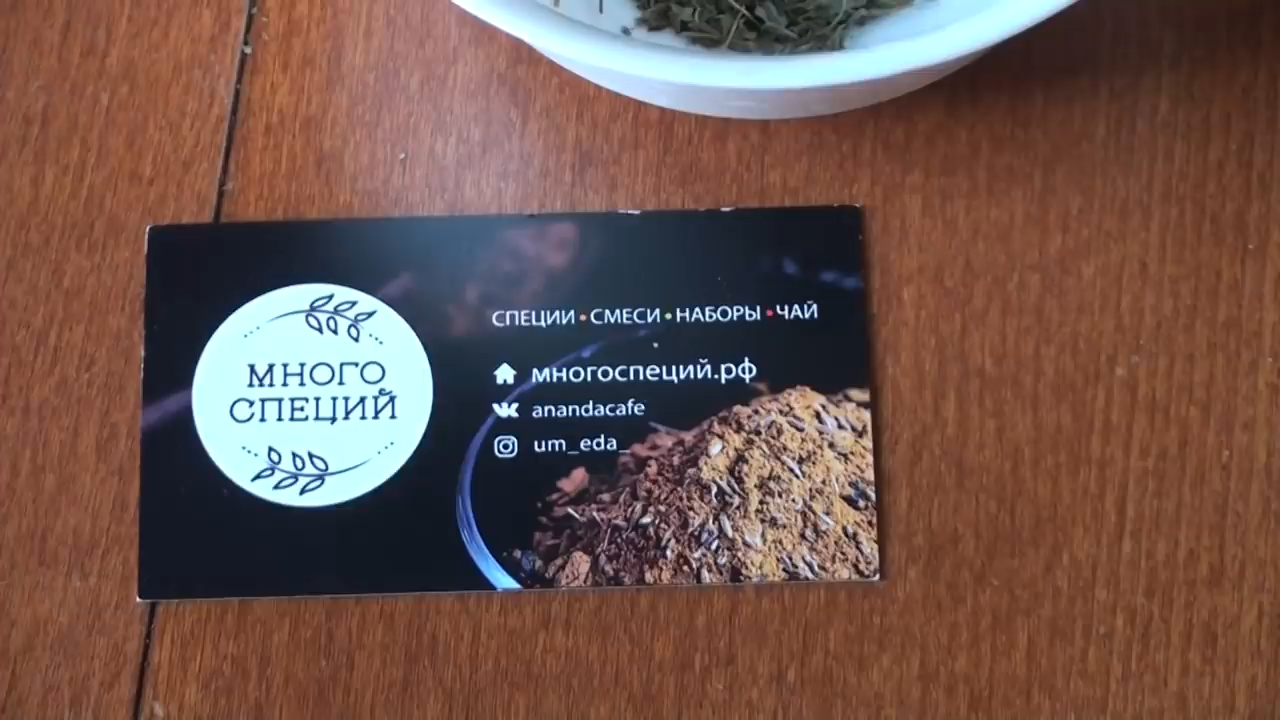 МНОГО
СПЕЦИЙ
СПЕЦИИ•СМЕСИ•НАБОРЫ•ЧАЙ
многоспеций.рф
anandacafe
um_eda_